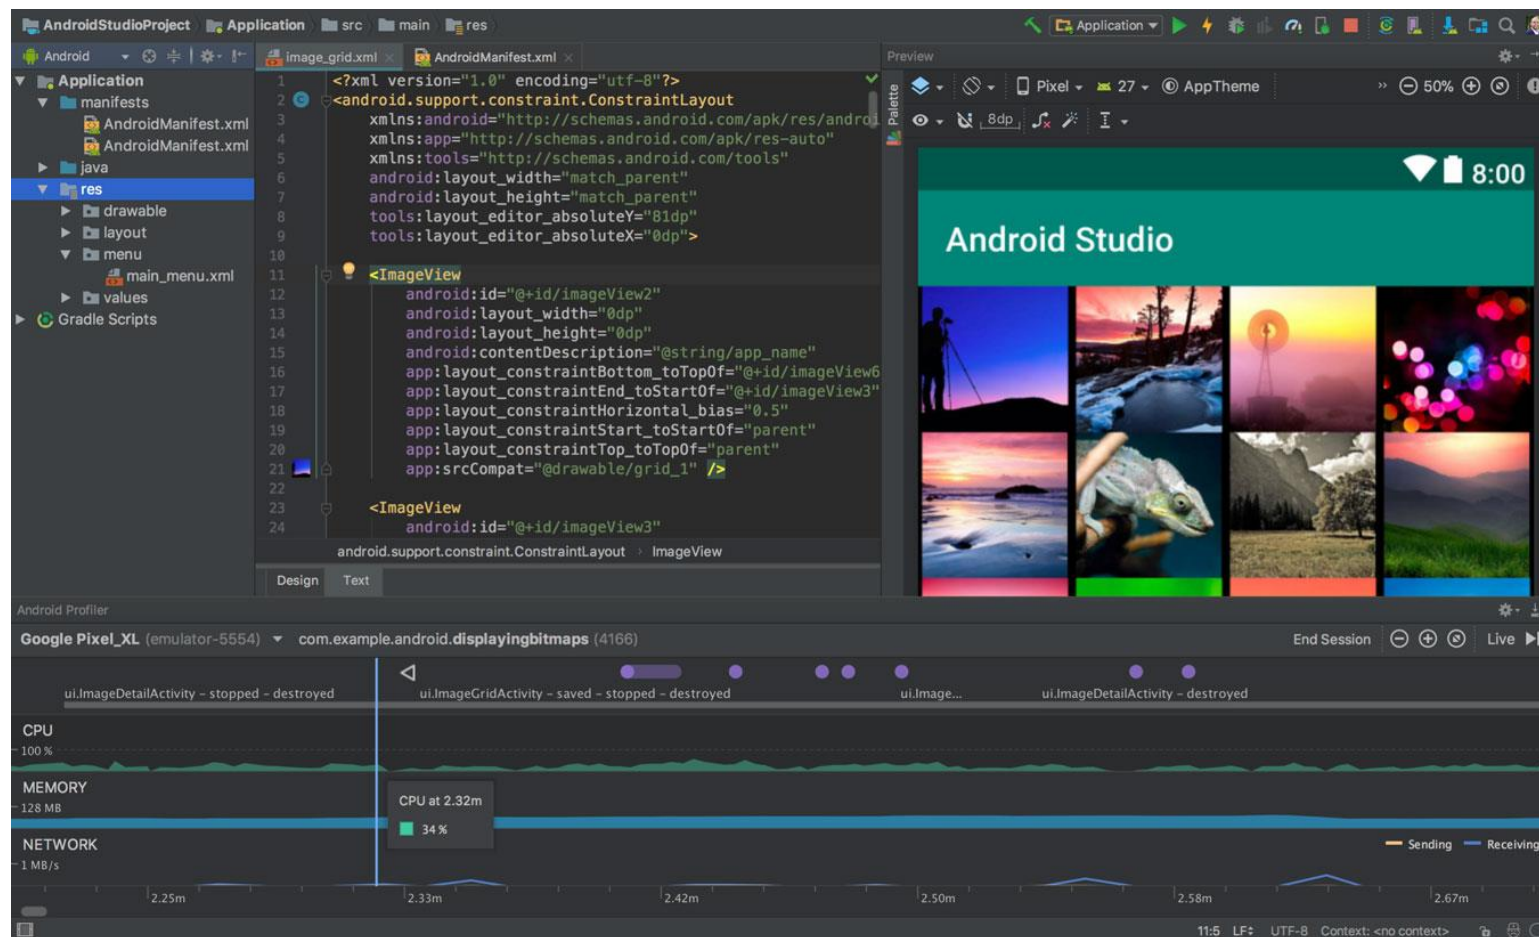 AndroidStudioProject Application src main res Application
Android image_grid.xml AndroidManifest.xml Preview
Application
manifests
AndroidManifest.xml
AndroidManifest.xml
java
res
drawable
layout
menu
main_menu.xml
values
Gradle Scripts
1 <?xml version="1.0" encoding="utf-8"?>
2 <android.support.constraint.ConstraintLayout
3 xmlns:android="http://schemas.android.com/apk/res/androi
4 xmlns:app="http://schemas.android.com/apk/res-auto"
5 xmlns:tools="http://schemas.android.com/tools"
6 android:layout_width="match_parent"
7 android:layout_height="match_parent"
8 tools:layout_editor_absoluteY="81dp"
9 tools:layout_editor_absoluteX="0dp">
10
11 <ImageView
12 android:id="@+id/imageView2"
13 android:layout_width="0dp"
14 android:layout_height="0dp"
15 android:contentDescription="@string/app_name"
16 app:layout_constraintBottom_toTopOf="@+id/imageView6
17 app:layout_constraintEnd_toStartOf="@+id/imageView3"
18 app:layout_constraintHorizontal_bias="0.5"
19 app:layout_constraintStart_toStartOf="parent"
20 app:layout_constraintTop_toTopOf="parent"
21 app:srcCompat="@drawable/grid_1" />
22
23 <ImageView
24 android:id="@+id/imageView3"
android.support.constraint.ConstraintLayout › ImageView
Design Text
Palette
Pixel 27 AppTheme » 50%
8dp
8:00
Android Studio
Android Profiler
Google Pixel_XL (emulator-5554) com.example.android.displayingbitmaps (4166) End Session Live
ui.ImageDetailActivity – stopped – destroyed ui.ImageGridActivity – saved – stopped – destroyed ui.Image... ui.ImageDetailActivity – destroyed
CPU
100 %
MEMORY
128 MB
CPU at 2.32m
34 %
NETWORK Sending Receiving
1 MB/s
2.25m 2.33m 2.42m 2.50m 2.58m 2.67m
11:5 LF÷ UTF-8 Context: <no context>